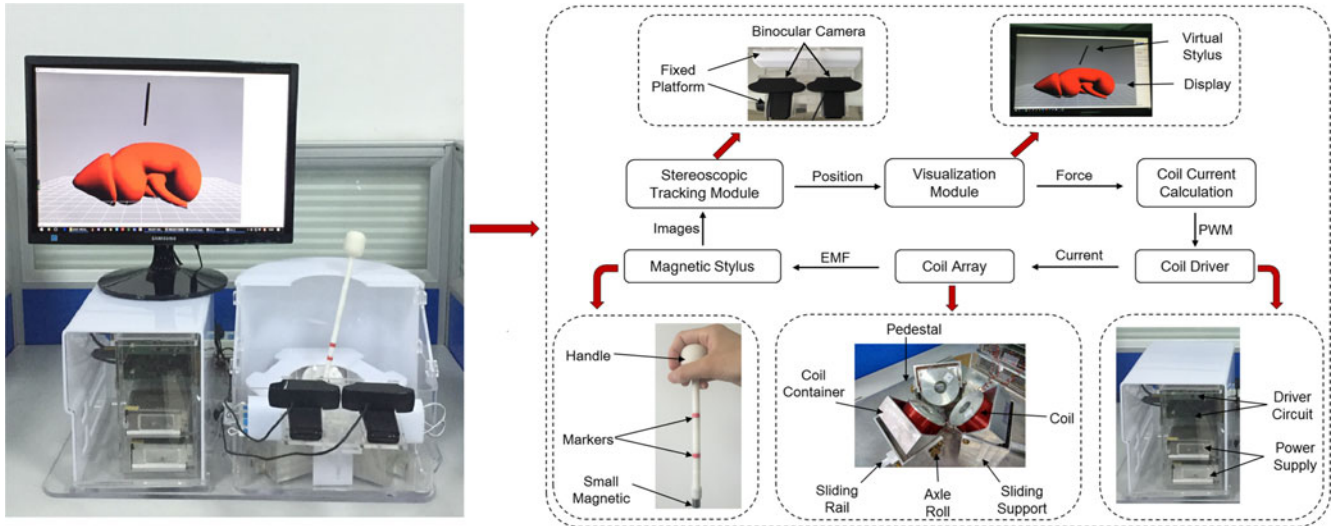 SAMSUNG
Binocular Camera
Fixed
Platform
Virtual
Stylus
Display
Stereoscopic
Tracking Module
Position
Visualization
Module
Force
Coil Current
Calculation
Images
PWM
Magnetic Stylus
EMF
Coil Array
Current
Coil Driver
Handle
Markers
Small
Magnetic
Pedestal
Coil
Container
Coil
Sliding
Rail
Axle
Roll
Sliding
Support
Driver
Circuit
Power
Supply